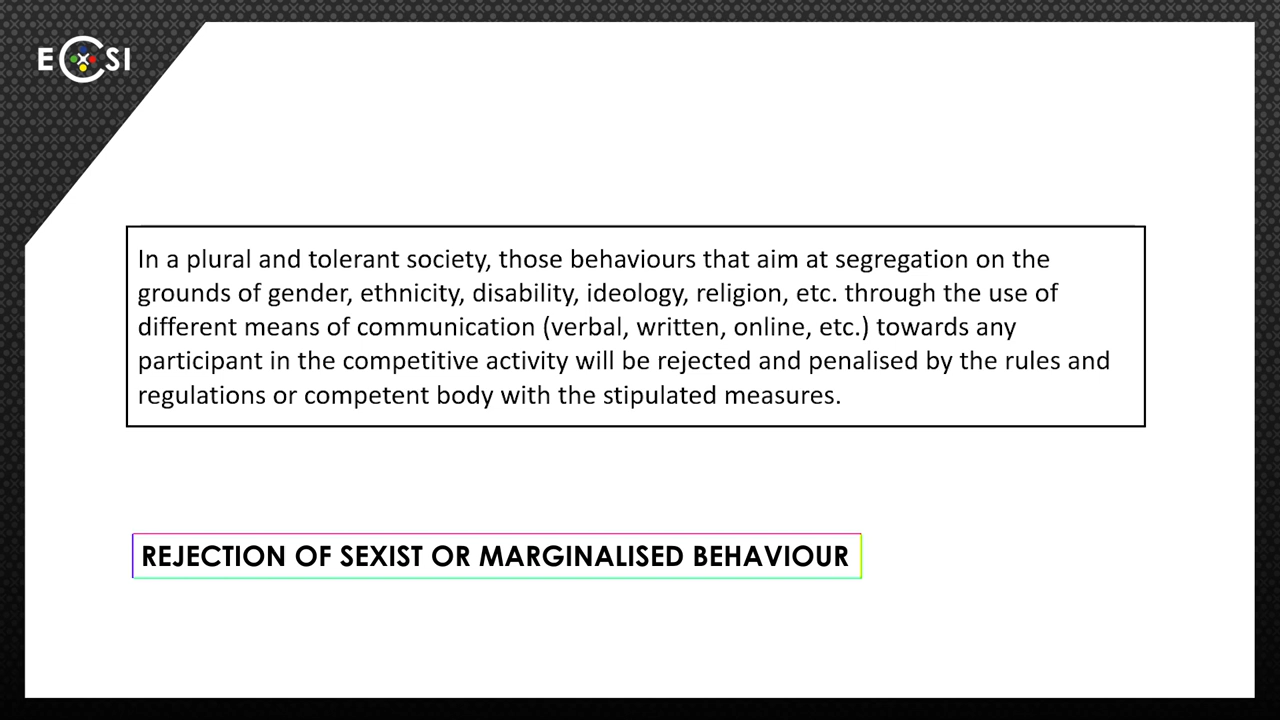 ECSI
In a plural and tolerant society, those behaviours that aim at segregation on the
grounds of gender, ethnicity, disability, ideology, religion, etc. through the use of
different means of communication (verbal, written, online, etc.) towards any
participant in the competitive activity will be rejected and penalised by the rules and
regulations or competent body with the stipulated measures.
REJECTION OF SEXIST OR MARGINALISED BEHAVIOUR